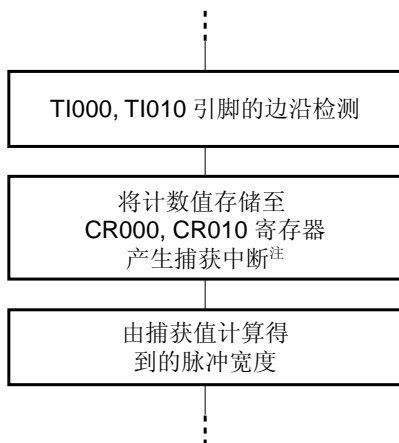 TI000, TI010 引脚的边沿检测
将计数值存储至
CR000, CR010 寄存器
产生捕获中断注
由捕获值计算得
到的脉冲宽度